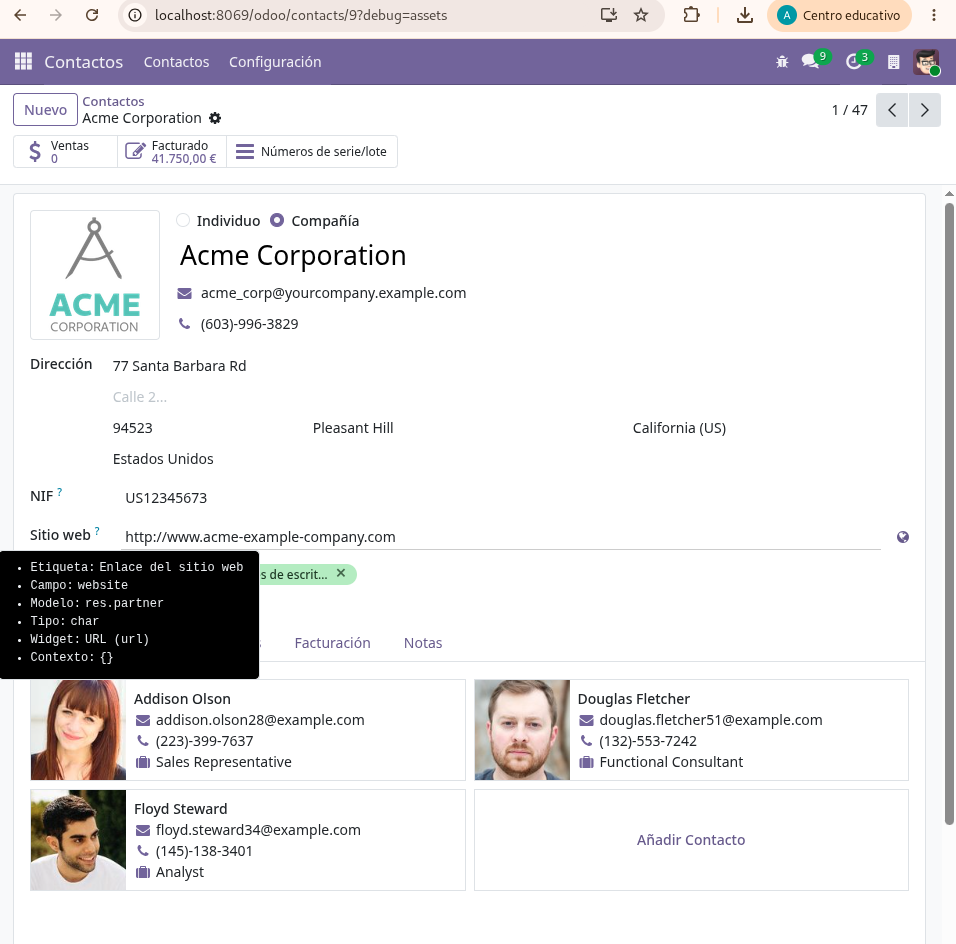 localhost:8069/odoo/contacts/9?debug=assets
A Centro educativo
Contactos Contactos Configuración 9 3
Nuevo Contactos
Acme Corporation
1 / 47
Ventas
0
Facturado
41.750,00 €
Números de serie/lote
Individuo Compañía
Acme Corporation
ACME
CORPORATION
acme_corp@yourcompany.example.com
(603)-996-3829
Dirección 77 Santa Barbara Rd
Calle 2...
94523 Pleasant Hill California (US)
Estados Unidos
NIF ? US12345673
Sitio web ? http://www.acme-example-company.com
• Etiqueta: Enlace del sitio web
• Campo: website
• Modelo: res.partner
• Tipo: char
• Widget: URL (url)
• Contexto: {}
s de escrit... ✕
s Facturación Notas
Addison Olson
addison.olson28@example.com
(223)-399-7637
Sales Representative
Douglas Fletcher
douglas.fletcher51@example.com
(132)-553-7242
Functional Consultant
Floyd Steward
floyd.steward34@example.com
(145)-138-3401
Analyst
Añadir Contacto